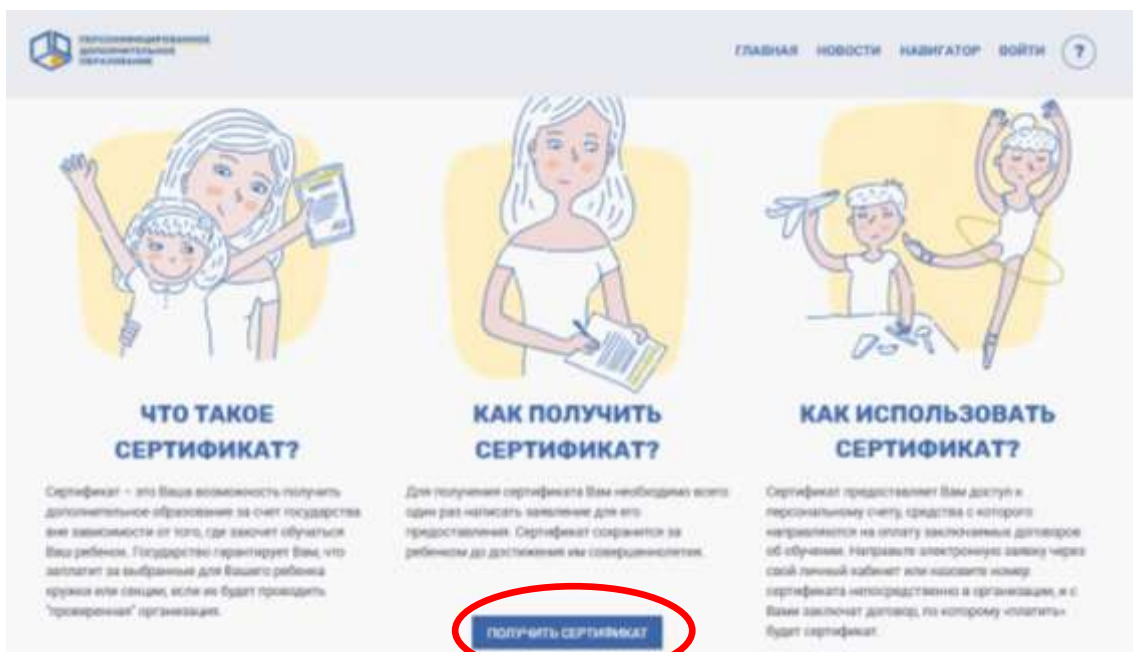 ПЕРСОНИФИЦИРОВАННОЕ
ДОПОЛНИТЕЛЬНОЕ
ОБРАЗОВАНИЕ
ГЛАВНАЯ НОВОСТИ НАВИГАТОР ВОЙТИ ?
ЧТО ТАКОЕ
СЕРТИФИКАТ?
Сертификат – это Ваша возможность получить
дополнительное образование за счет государства
вне зависимости от того, где захочет обучаться
Ваш ребенок. Государство гарантирует Вам, что
заплатит за выбранные для Вашего ребенка
кружки или секции, если их будет проводить
"проверенная" организация.
КАК ПОЛУЧИТЬ
СЕРТИФИКАТ?
Для получения сертификата Вам необходимо всего
один раз написать заявление для его
предоставления. Сертификат сохранится за
ребенком до достижения им совершеннолетия.
ПОЛУЧИТЬ СЕРТИФИКАТ
КАК ИСПОЛЬЗОВАТЬ
СЕРТИФИКАТ?
Сертификат предоставляет Вам доступ к
персональному счету, средства с которого
направляются на оплату заключаемых договоров
об обучении. Направьте электронную заявку через
свой личный кабинет или назовите номер
сертификата непосредственно в организации, и с
Вами заключат договор, по которому «платить»
будет сертификат.